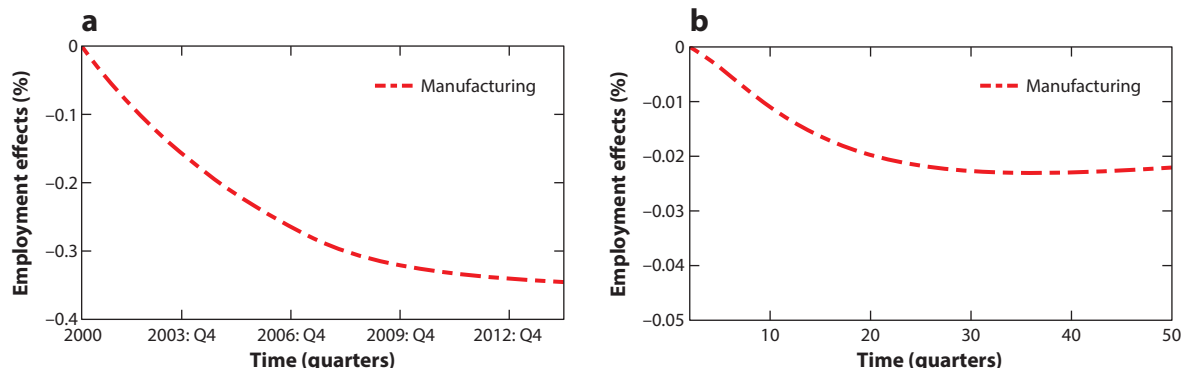 a
Employment effects (%)
0
–0.1
–0.2
–0.3
–0.4
Manufacturing
2000 2003: Q4 2006: Q4 2009: Q4 2012: Q4
Time (quarters)
b
Employment effects (%)
0
–0.01
–0.02
–0.03
–0.04
–0.05
Manufacturing
10 20 30 40 50
Time (quarters)